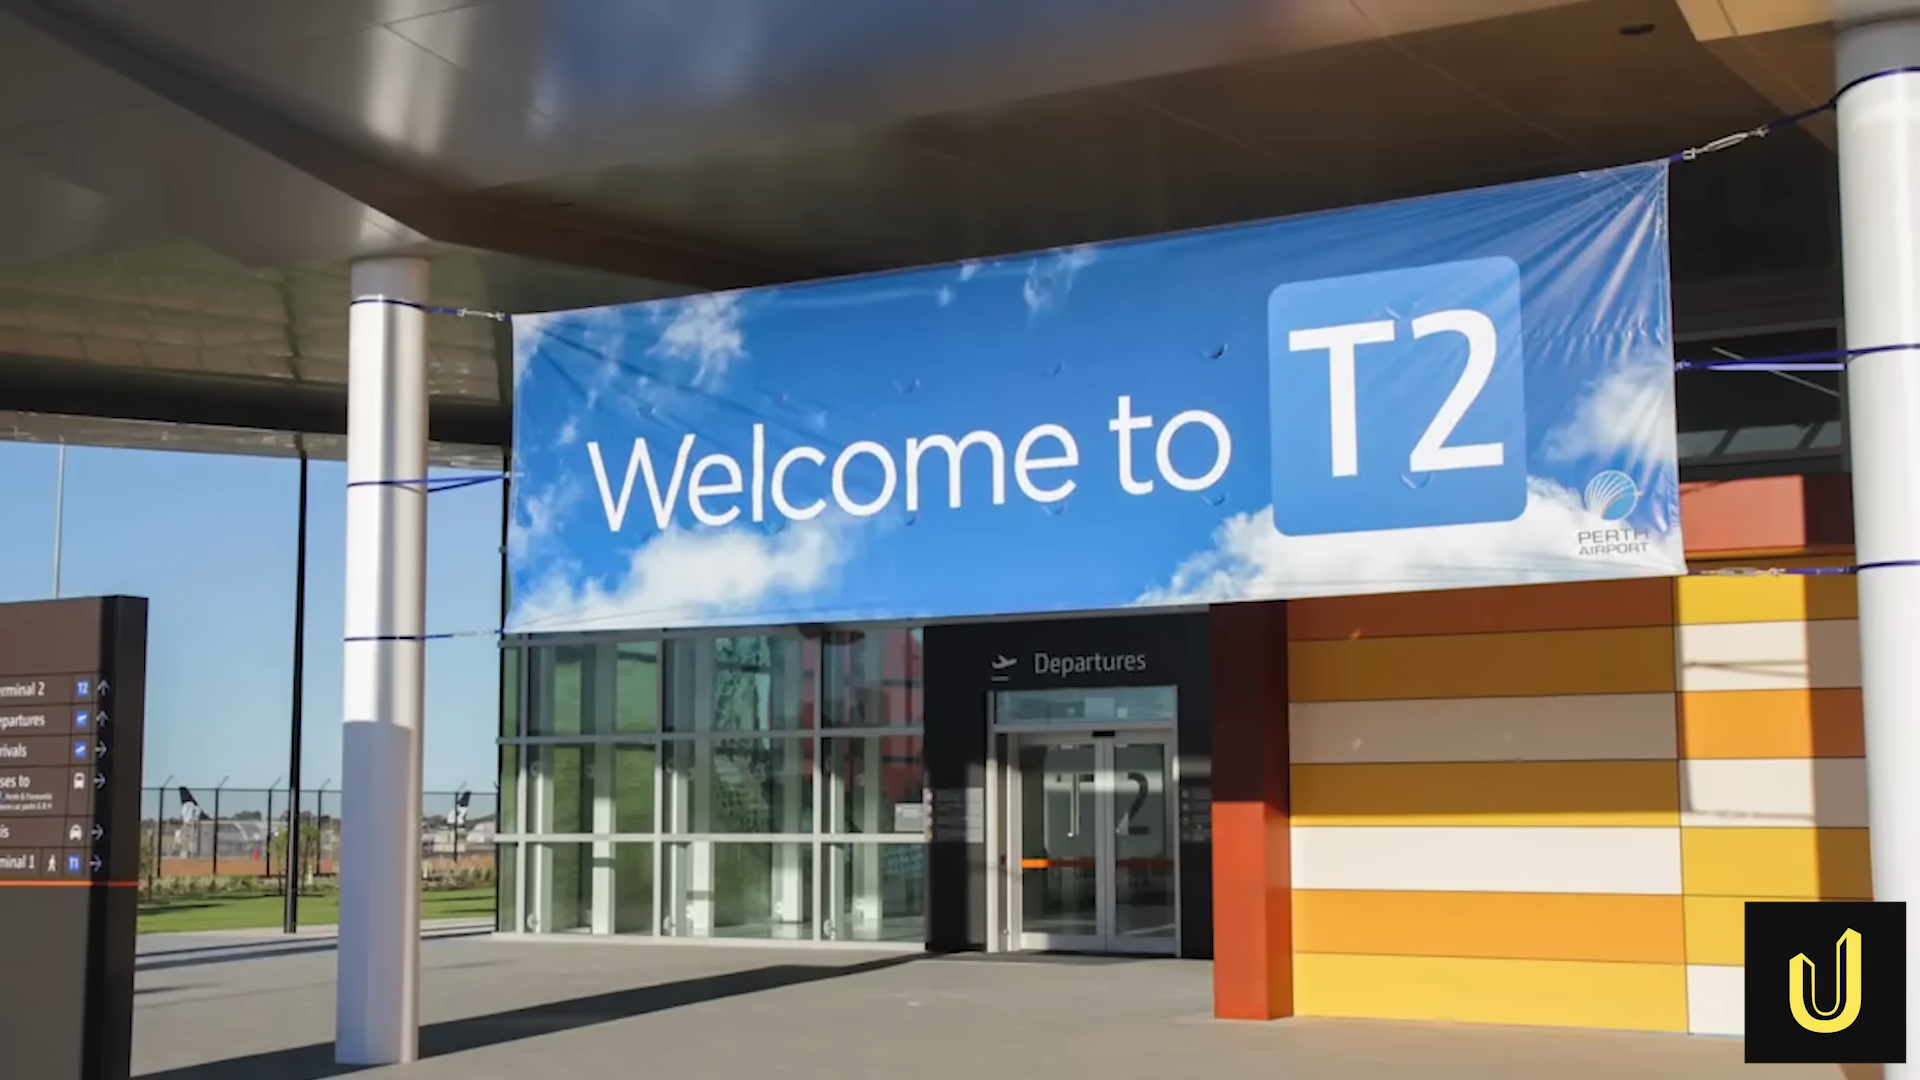 Welcome to T2
PERTH
AIRPORT
Departures
T2
erminal 2 T2
epartures
rivals
ses to
is
minal 1 T1